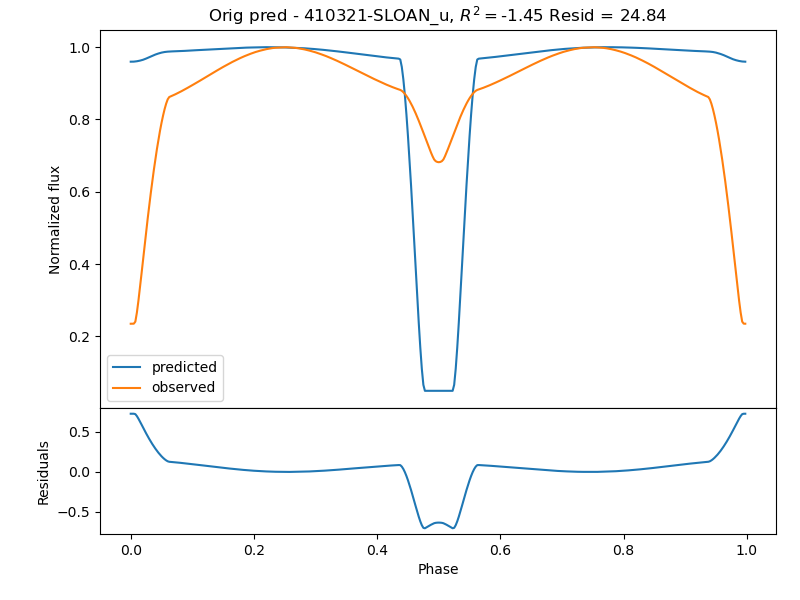 Orig pred - 410321-SLOAN_u, R² = -1.45 Resid = 24.84
Normalized flux
1.0
0.8
0.6
0.4
0.2
predicted
observed
Residuals
0.5
0.0
−0.5
0.0 0.2 0.4 0.6 0.8 1.0
Phase